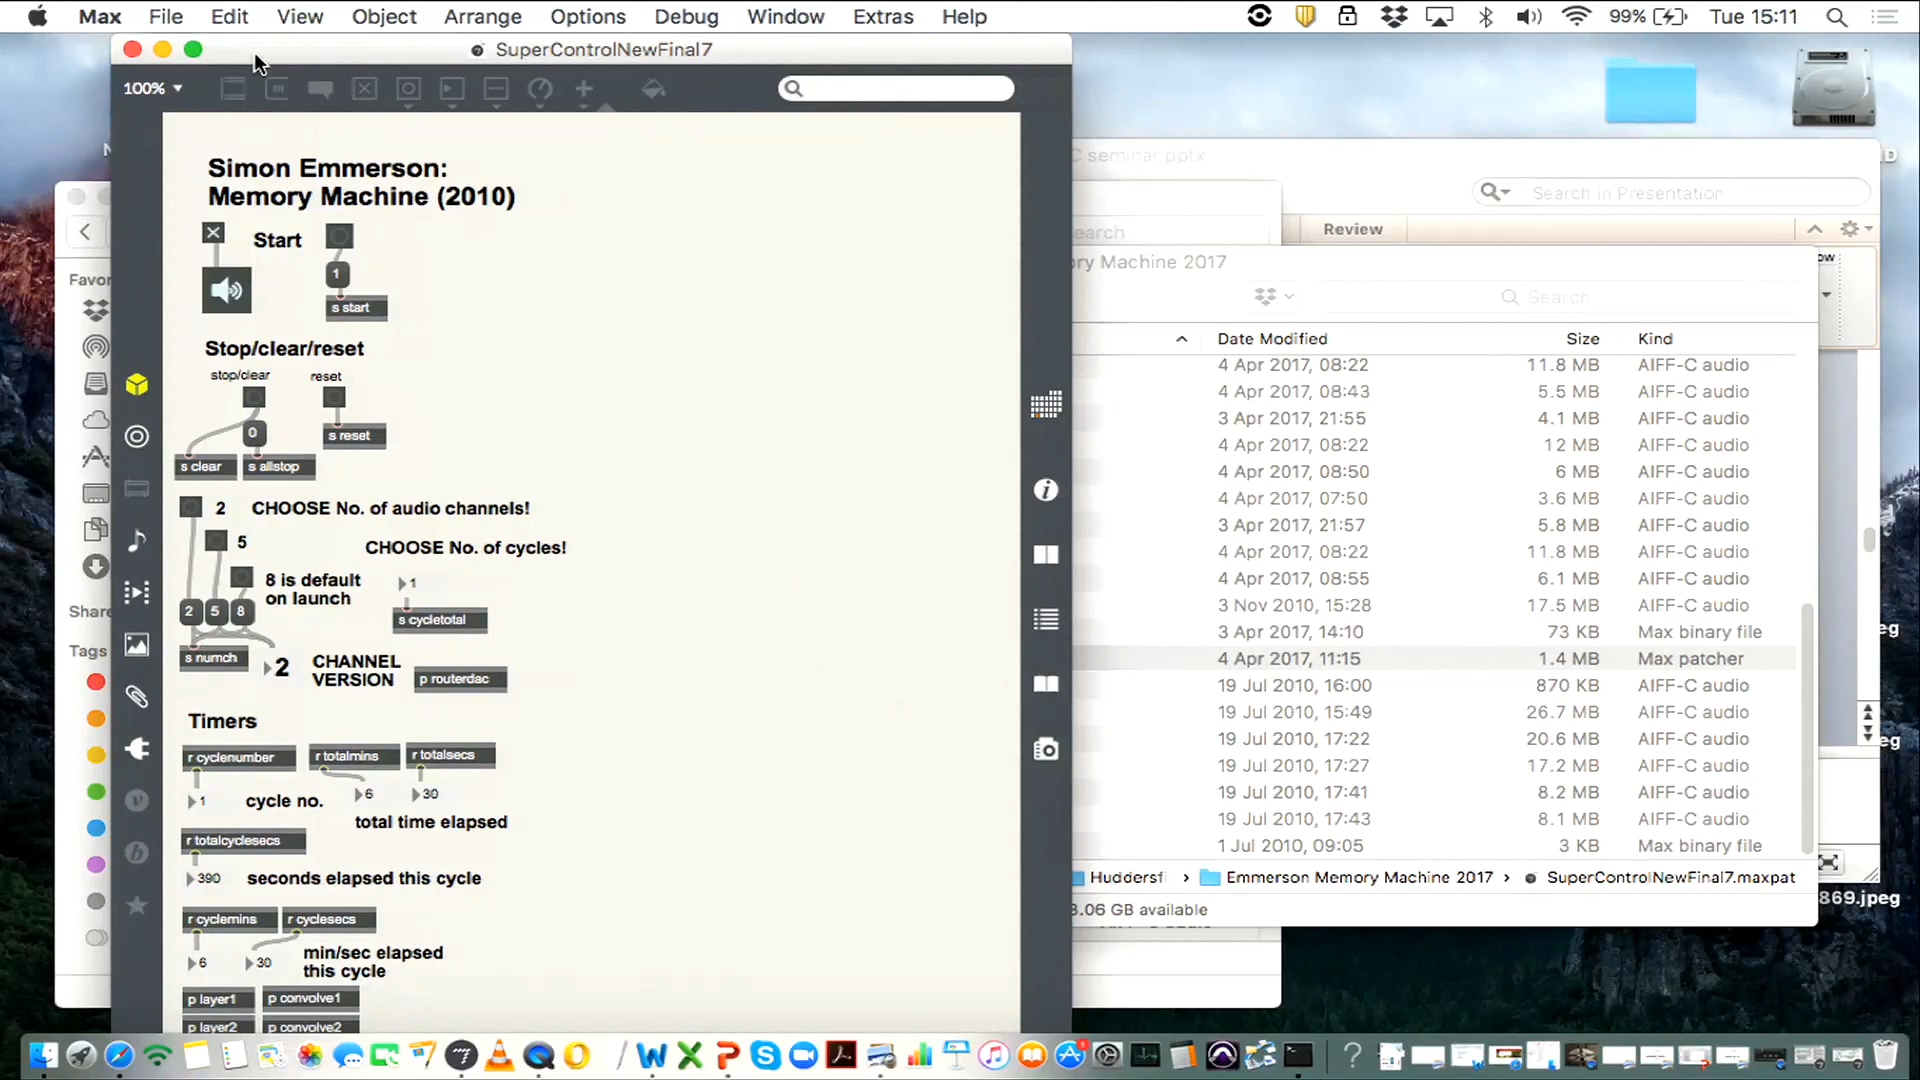 Max File Edit View Object Arrange Options Debug Window Extras Help
99% Tue 15:11
SuperControlNewFinal7
100%
m
Simon Emmerson:
Memory Machine (2010)
Start
1
s start
Stop/clear/reset
stop/clear reset
0
s reset
s clear s allstop
2 CHOOSE No. of audio channels!
5
CHOOSE No. of cycles!
8 is default
on launch
1
2 5 8
s cycletotal
s numch
2 CHANNEL
VERSION
p routerdac
Timers
r cyclenumber r totalmins r totalsecs
1 cycle no. 6 30
total time elapsed
r totalcyclesecs
390 seconds elapsed this cycle
r cyclemins r cyclesecs
6 30 min/sec elapsed
this cycle
p layer1 p convolve1
p layer2 p convolve2
Favor
Share
Tags
C seminar.pptx
Search in Presentation
earch
Review
ow
ry Machine 2017
Search
Date Modified Size Kind
4 Apr 2017, 08:22 11.8 MB AIFF-C audio
4 Apr 2017, 08:43 5.5 MB AIFF-C audio
3 Apr 2017, 21:55 4.1 MB AIFF-C audio
4 Apr 2017, 08:22 12 MB AIFF-C audio
4 Apr 2017, 08:50 6 MB AIFF-C audio
4 Apr 2017, 07:50 3.6 MB AIFF-C audio
3 Apr 2017, 21:57 5.8 MB AIFF-C audio
4 Apr 2017, 08:22 11.8 MB AIFF-C audio
4 Apr 2017, 08:55 6.1 MB AIFF-C audio
3 Nov 2010, 15:28 17.5 MB AIFF-C audio
3 Apr 2017, 14:10 73 KB Max binary file
4 Apr 2017, 11:15 1.4 MB Max patcher
19 Jul 2010, 16:00 870 KB AIFF-C audio
19 Jul 2010, 15:49 26.7 MB AIFF-C audio
19 Jul 2010, 17:22 20.6 MB AIFF-C audio
19 Jul 2010, 17:27 17.2 MB AIFF-C audio
19 Jul 2010, 17:41 8.2 MB AIFF-C audio
19 Jul 2010, 17:43 8.1 MB AIFF-C audio
1 Jul 2010, 09:05 3 KB Max binary file
Huddersfi › Emmerson Memory Machine 2017 › SuperControlNewFinal7.maxpat
3.06 GB available
D
eg
eg
869.jpeg